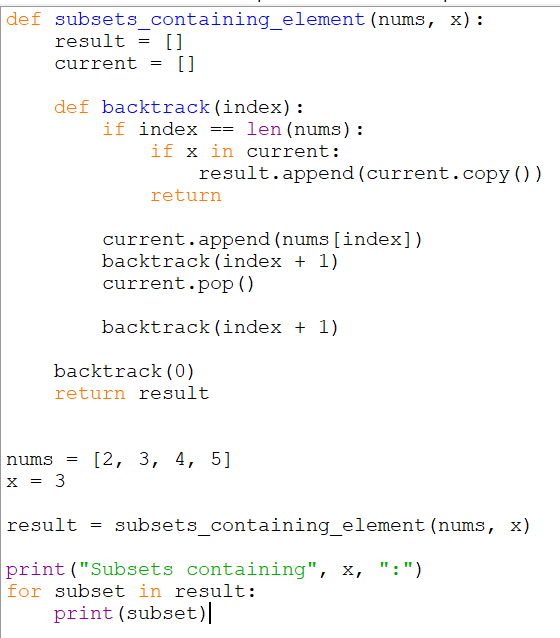 def subsets_containing_element(nums, x):
    result = []
    current = []

    def backtrack(index):
        if index == len(nums):
            if x in current:
                result.append(current.copy())
            return

        current.append(nums[index])
        backtrack(index + 1)
        current.pop()

        backtrack(index + 1)

    backtrack(0)
    return result


nums = [2, 3, 4, 5]
x = 3

result = subsets_containing_element(nums, x)

print("Subsets containing", x, ":")
for subset in result:
    print(subset)